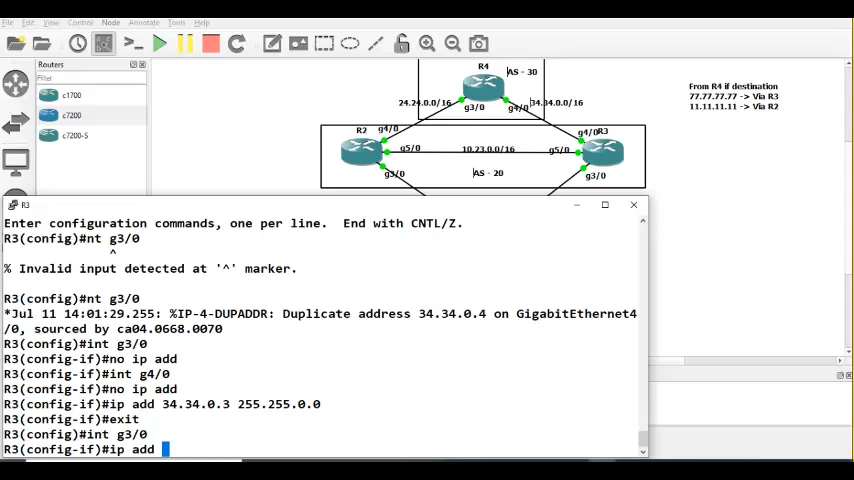 File Edit View Control Node Annotate Tools Help
Routers
Filter
c1700
c7200
c7200-S
R4
AS - 30
From R4 if destination
77.77.77.77 -> Via R3
11.11.11.11 -> Via R2
24.24.0.0/16
g3/0
g4/0
34.34.0.0/16
R2
g4/0
g4/0
R3
g5/0
10.23.0.0/16
g5/0
g3/0
AS - 20
g3/0
R3
Enter configuration commands, one per line.  End with CNTL/Z.
R3(config)#nt g3/0
^
% Invalid input detected at '^' marker.
R3(config)#nt g3/0
*Jul 11 14:01:29.255: %IP-4-DUPADDR: Duplicate address 34.34.0.4 on GigabitEthernet4
/0, sourced by ca04.0668.0070
R3(config)#int g3/0
R3(config-if)#no ip add
R3(config-if)#int g4/0
R3(config-if)#no ip add
R3(config-if)#ip add 34.34.0.3 255.255.0.0
R3(config-if)#exit
R3(config)#int g3/0
R3(config-if)#ip add